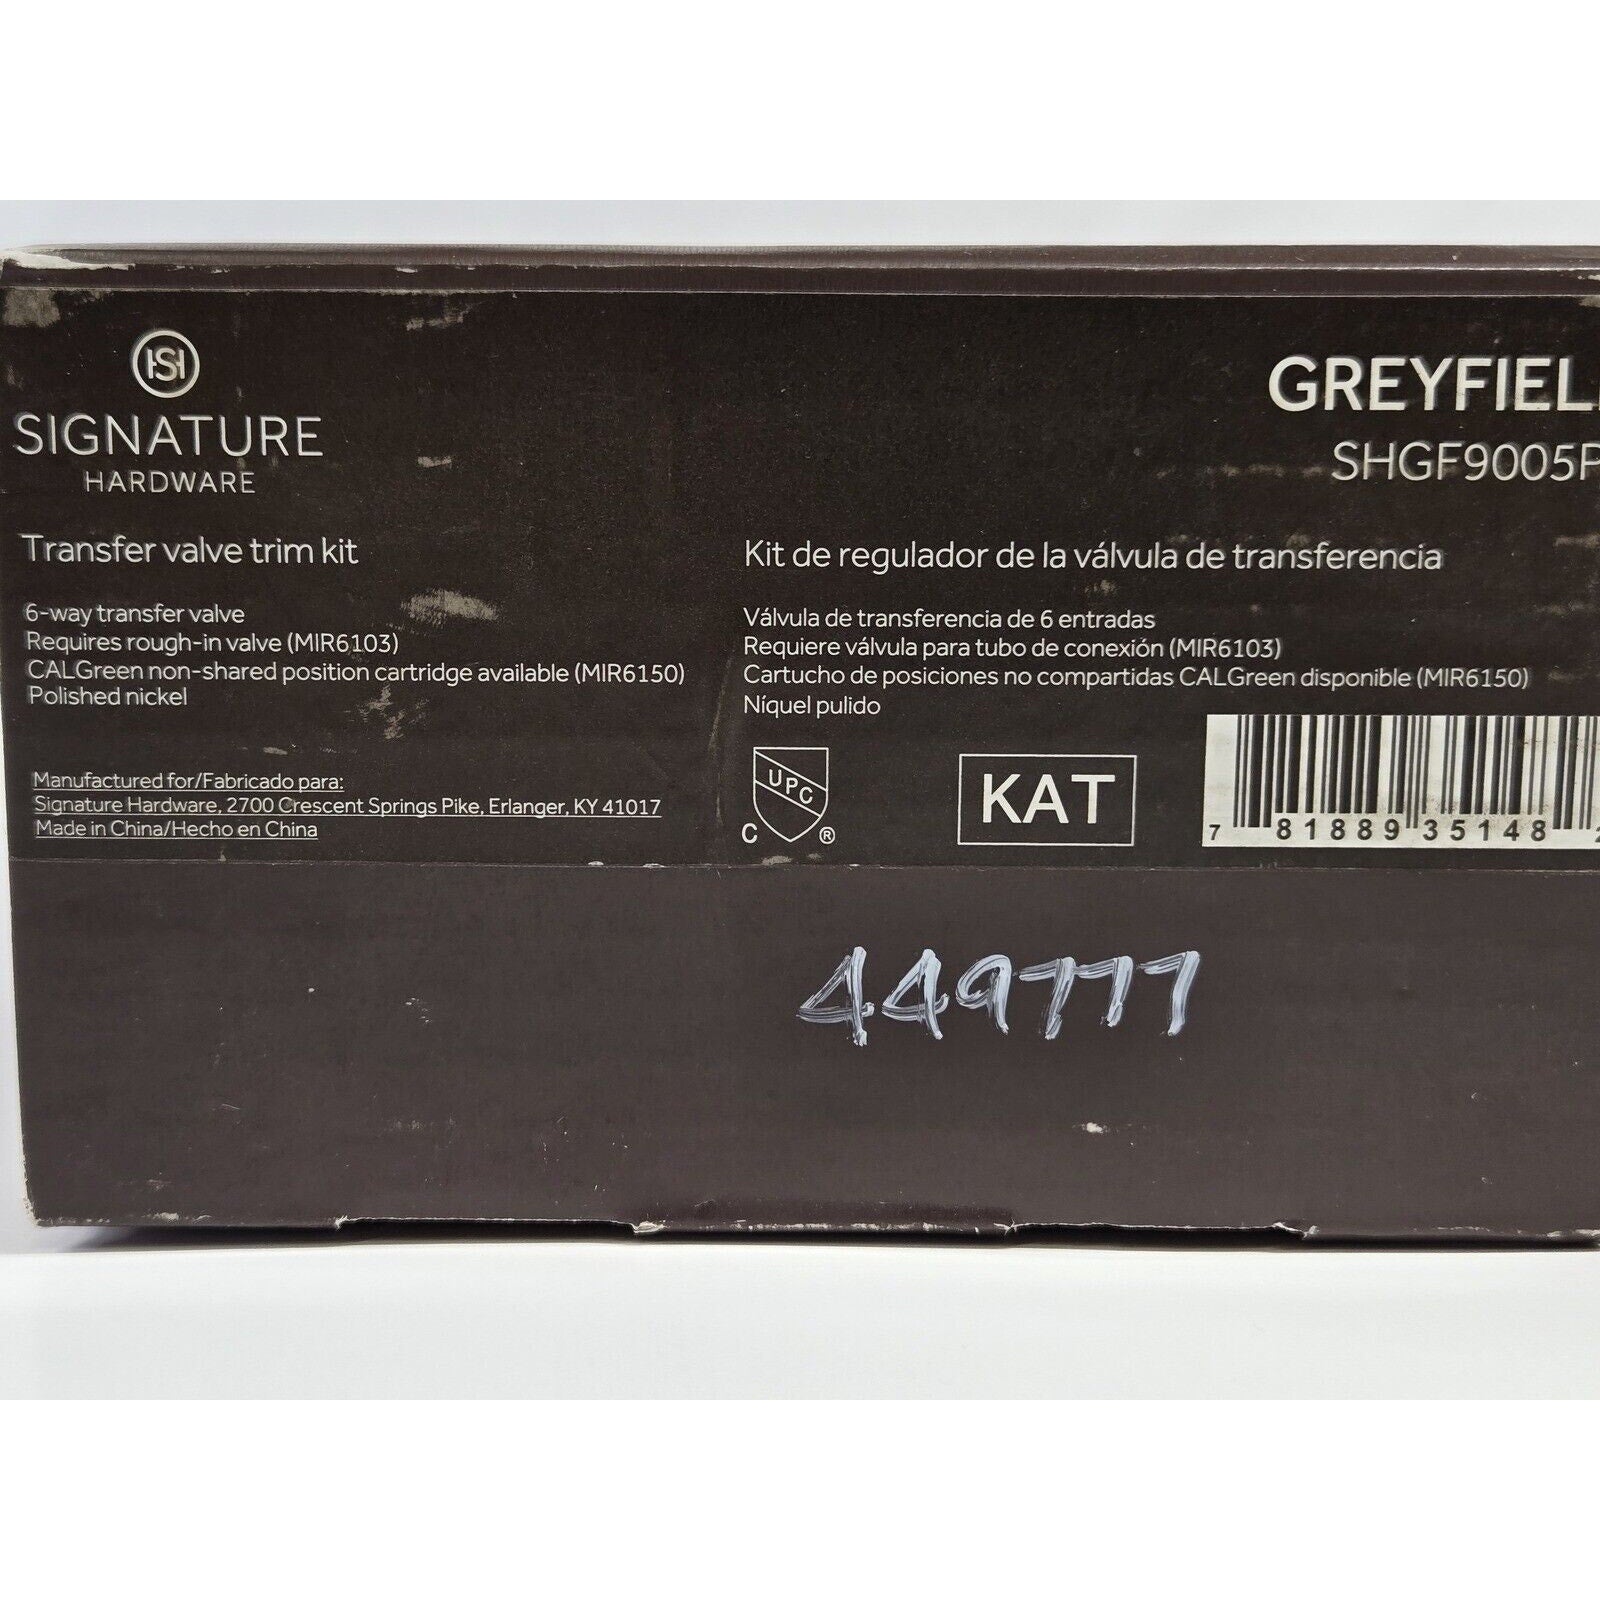 SH
SIGNATURE
HARDWARE
GREYFIEL
SHGF9005P
Transfer valve trim kit
6-way transfer valve
Requires rough-in valve (MIR6103)
CALGreen non-shared position cartridge available (MIR6150)
Polished nickel
Manufactured for/Fabricado para:
Signature Hardware, 2700 Crescent Springs Pike, Erlanger, KY 41017
Made in China/Hecho en China
Kit de regulador de la válvula de transferencia
Válvula de transferencia de 6 entradas
Requiere válvula para tubo de conexión (MIR6103)
Cartucho de posiciones no compartidas CALGreen disponible (MIR6150)
Níquel pulido
UPC
C ®
KAT
7 81889 35148 2
449777